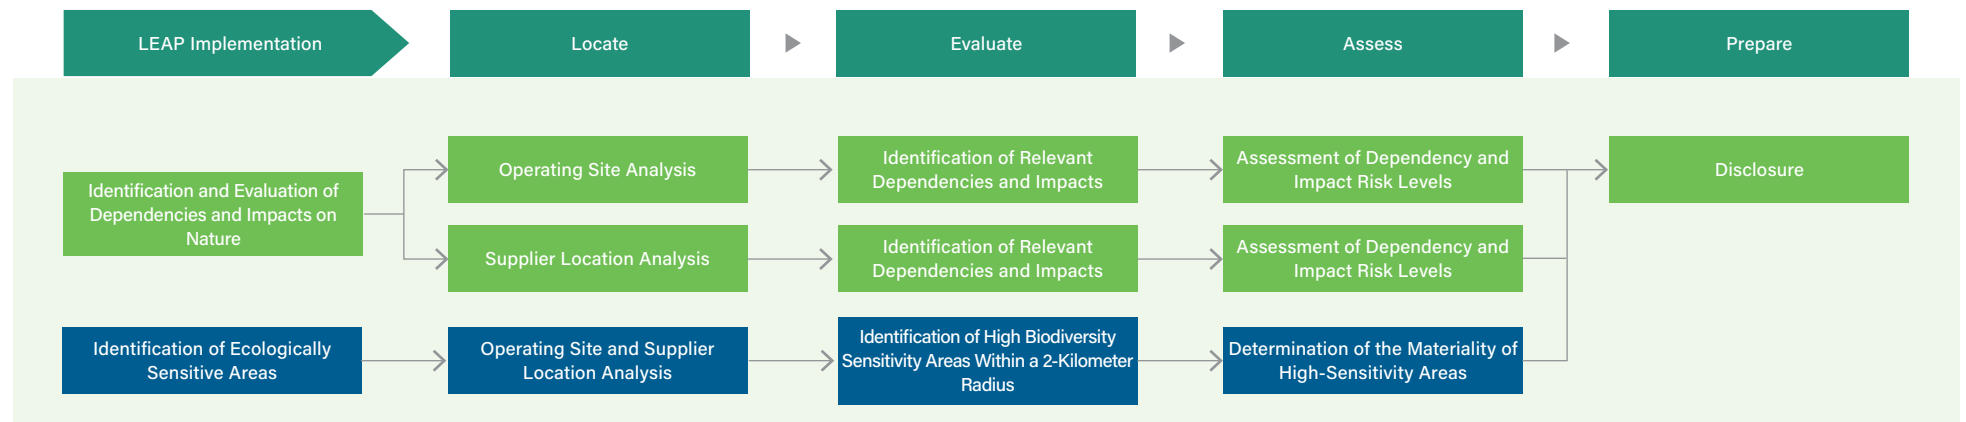 LEAP Implementation
Locate
Evaluate
Assess
Prepare
Identification and Evaluation of
Dependencies and Impacts on
Nature
Operating Site Analysis
Identification of Relevant
Dependencies and Impacts
Assessment of Dependency and
Impact Risk Levels
Disclosure
Supplier Location Analysis
Identification of Relevant
Dependencies and Impacts
Assessment of Dependency and
Impact Risk Levels
Identification of Ecologically
Sensitive Areas
Operating Site and Supplier
Location Analysis
Identification of High Biodiversity
Sensitivity Areas Within a 2-Kilometer
Radius
Determination of the Materiality of
High-Sensitivity Areas